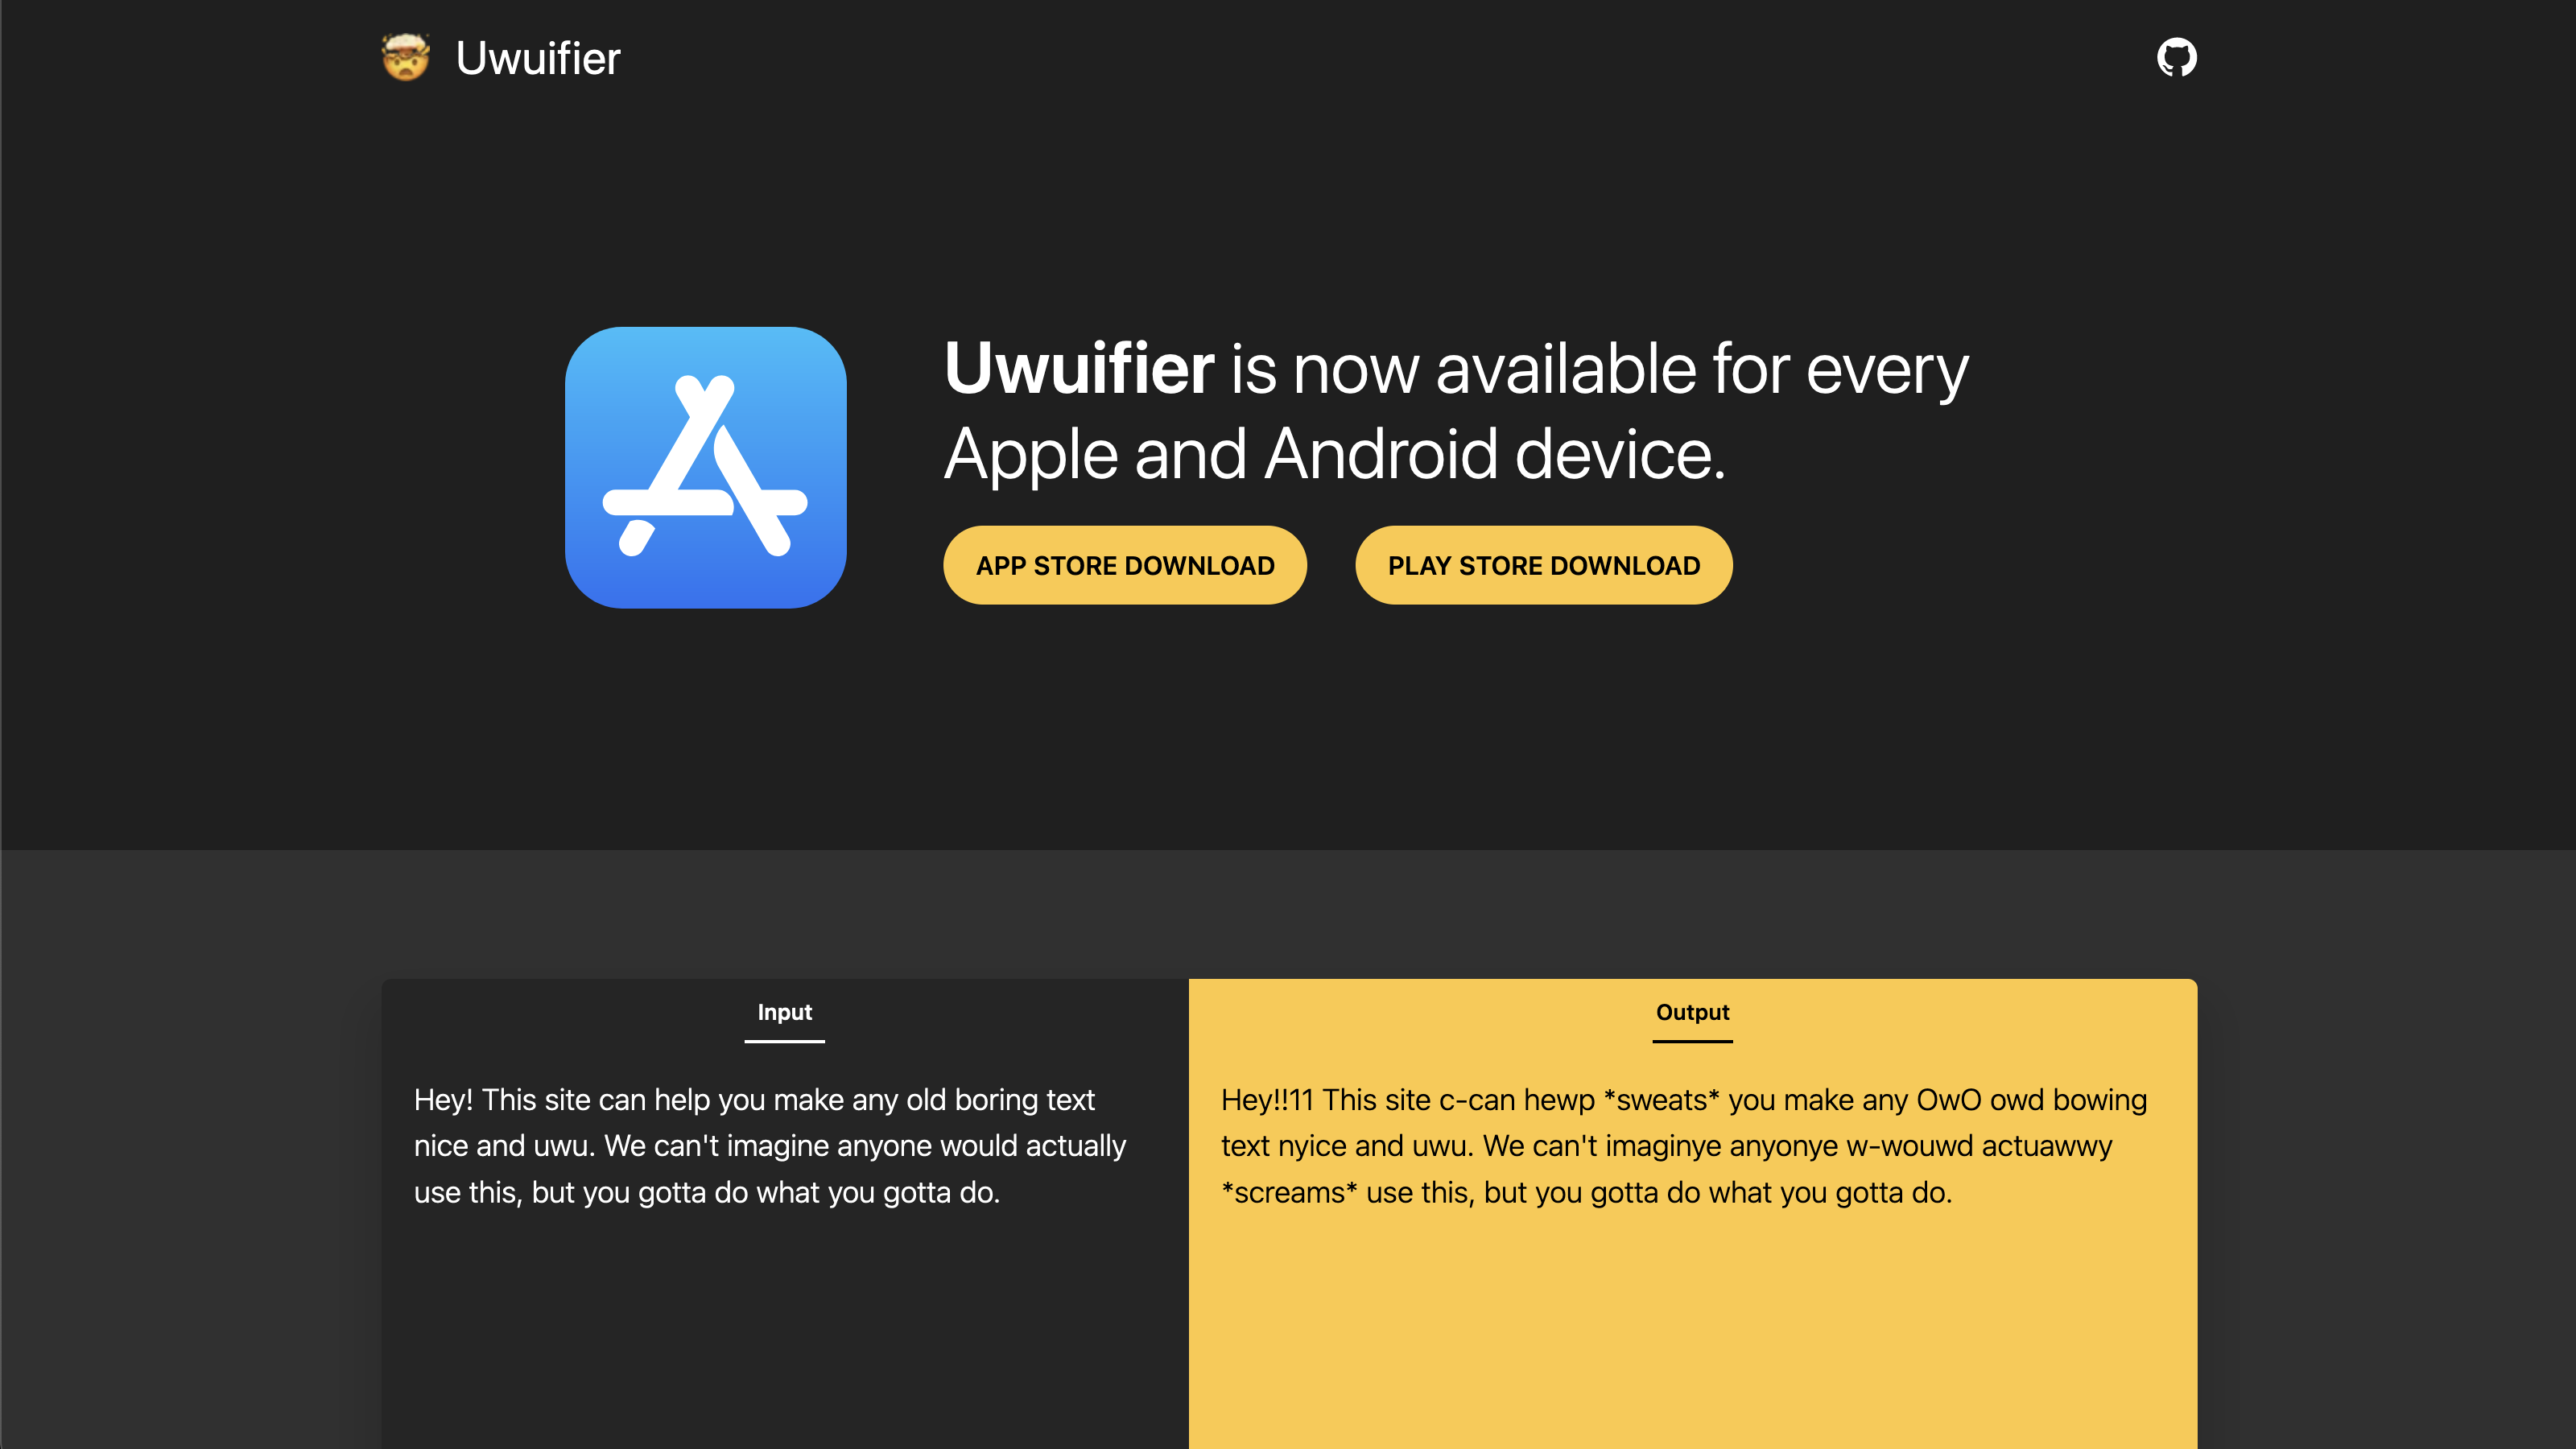 Uwuifier
Uwuifier is now available for every
Apple and Android device.
APP STORE DOWNLOAD
PLAY STORE DOWNLOAD
Input
Hey! This site can help you make any old boring text
nice and uwu. We can't imagine anyone would actually
use this, but you gotta do what you gotta do.
Output
Hey!!11 This site c-can hewp *sweats* you make any OwO owd bowing
text nyice and uwu. We can't imaginye anyonye w-wouwd actuawwy
*screams* use this, but you gotta do what you gotta do.